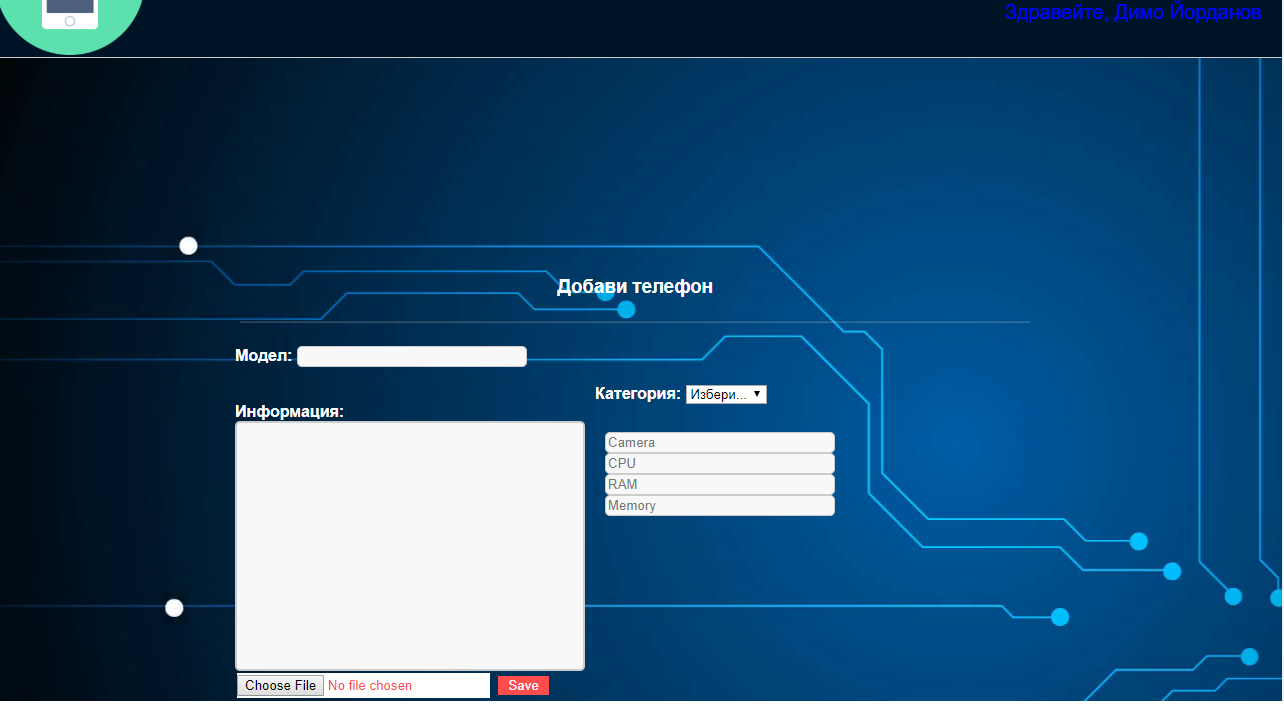 Здравейте, Димо Йорданов
Добави телефон
Модел:
Категория: Избери...
Информация:
Camera
CPU
RAM
Memory
Choose File No file chosen Save